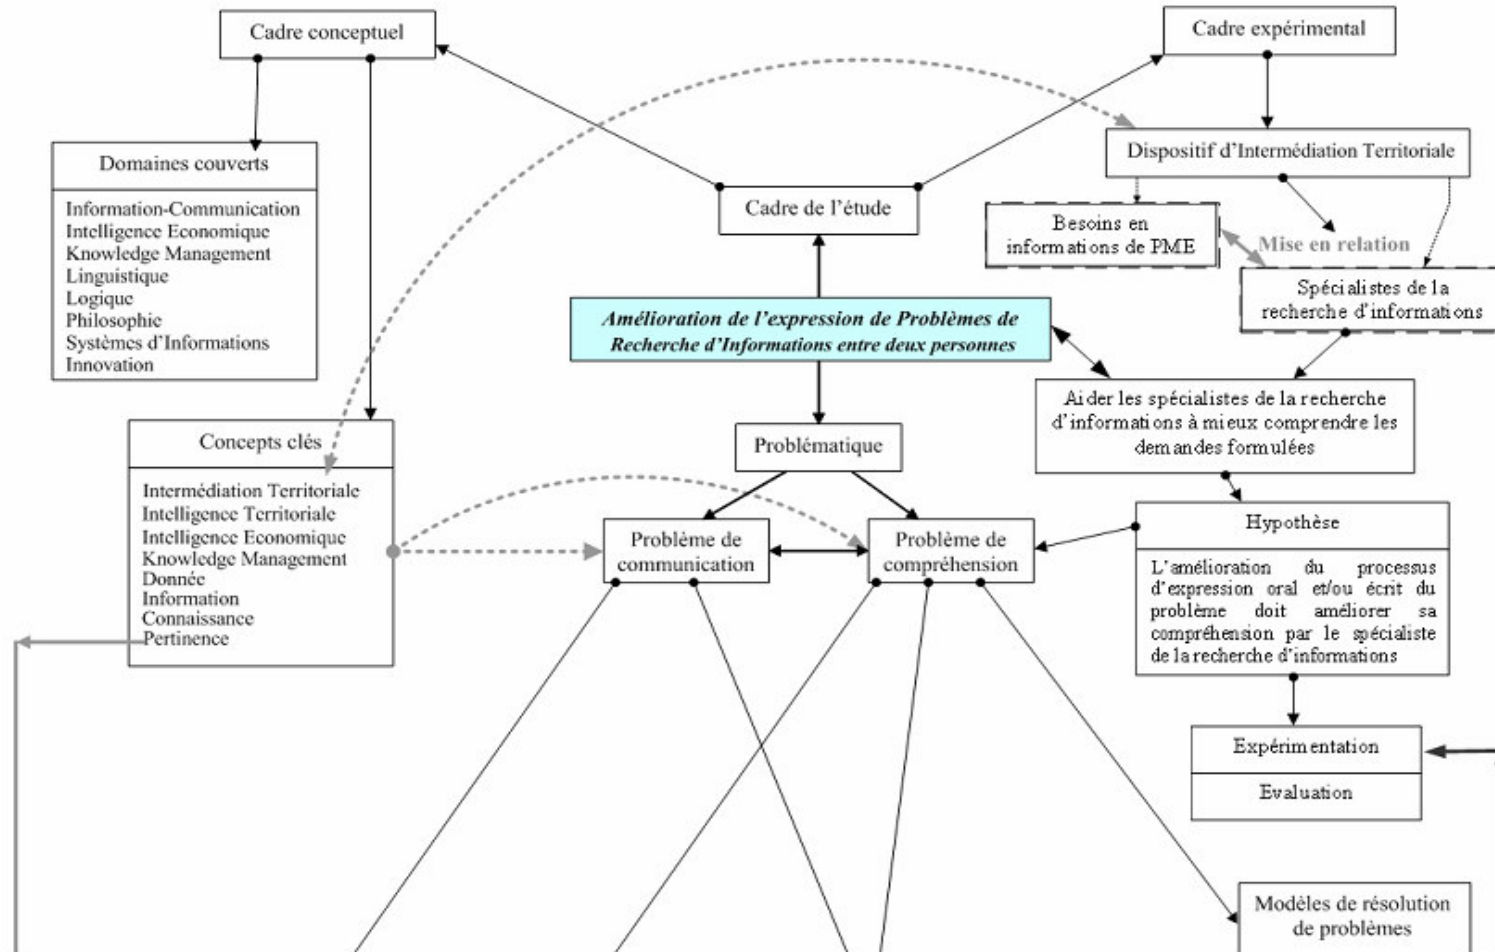 Cadre conceptuel
Cadre expérimental
Domaines couverts
Information-Communication
Intelligence Economique
Knowledge Management
Linguistique
Logique
Philosophie
Systèmes d'Informations
Innovation
Dispositif d'Intermédiation Territoriale
Cadre de l'étude
Besoins en
informations de PME
Mise en relation
Spécialistes de la
recherche d'informations
Amélioration de l'expression de Problèmes de
Recherche d'Informations entre deux personnes
Aider les spécialistes de la recherche
d'informations à mieux comprendre les
demandes formulées
Concepts clés
Intermédiation Territoriale
Intelligence Territoriale
Intelligence Economique
Knowledge Management
Donnée
Information
Connaissance
Pertinence
Problématique
Problème de
communication
Problème de
compréhension
Hypothèse
L'amélioration du processus
d'expression oral et/ou écrit du
problème doit améliorer sa
compréhension par le spécialiste
de la recherche d'informations
Expérimentation
Evaluation
Modèles de résolution
de problèmes